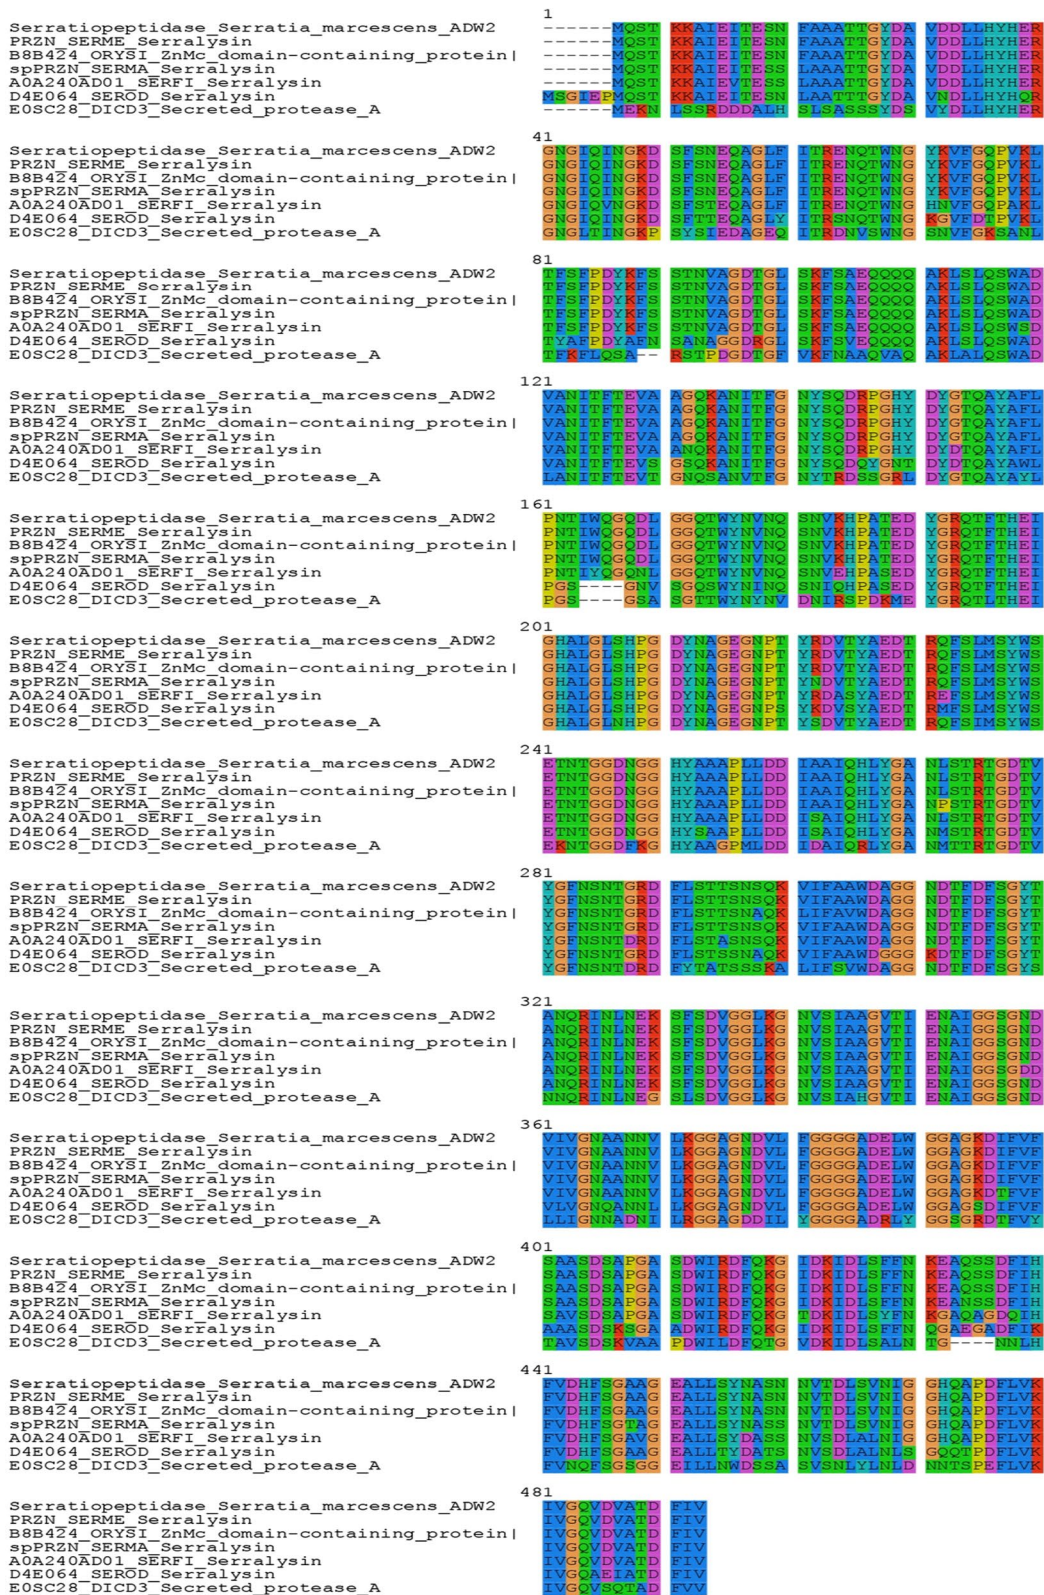 1
Serratiopeptidase_Serratia_marcescens_ADW2 ------MQST KKAIEITESN FAAATTGYDA VDDLLHYHER
PRZN_SERME_Serralysin ------MQST KKAIEITESN FAAATTGYDA VDDLLHYHER
B8B424_ORYSI_ZnMc_domain-containing_protein| ------MQST KKAIEITESN FAAATTGYDA VDDLLHYHER
spPRZN_SERMA_Serralysin ------MQST KKAIEITESS LAAATTGYDA VDDLLHYHER
A0A240AD01_SERFI_Serralysin ------MQST KKAIEVTESS LAAATTGYDA VDDLLHYHER
D4E064_SEROD_Serralysin MSGIEPMQST KKAIEITESN LAATTTGYDA VNDLLHYHQR
E0SC28_DICD3_Secreted_protease_A ------MEKN LSSRDDDALH SLSASSSYDS VYDLLHYHER
41
Serratiopeptidase_Serratia_marcescens_ADW2 GNGIQINGKD SFSNEQAGLF ITRENQTWNG YKVFGQPVKL
PRZN_SERME_Serralysin GNGIQINGKD SFSNEQAGLF ITRENQTWNG YKVFGQPVKL
B8B424_ORYSI_ZnMc_domain-containing_protein| GNGIQINGKD SFSNEQAGLF ITRENQTWNG YKVFGQPVKL
spPRZN_SERMA_Serralysin GNGIQINGKD SFSNEQAGLF ITRENQTWNG YKVFGQPVKL
A0A240AD01_SERFI_Serralysin GNGIQVNGKD SFSTEQAGLF ITRENQTWNG HNVFGQPAKL
D4E064_SEROD_Serralysin GNGIQINGKD SFTTEQAGLY ITRSNQTWNG KGVFDTPVKL
E0SC28_DICD3_Secreted_protease_A GNGLTINGKP SYSIEDAGEQ ITRDNVSWNG SNVFGKSANL
81
Serratiopeptidase_Serratia_marcescens_ADW2 TFSFPDYKFS STNVAGDTGL SKFSAEQQQQ AKLSLQSWAD
PRZN_SERME_Serralysin TFSFPDYKFS STNVAGDTGL SKFSAEQQQQ AKLSLQSWAD
B8B424_ORYSI_ZnMc_domain-containing_protein| TFSFPDYKFS STNVAGDTGL SKFSAEQQQQ AKLSLQSWAD
spPRZN_SERMA_Serralysin TFSFPDYKFS STNVAGDTGL SKFSAEQQQQ AKLSLQSWAD
A0A240AD01_SERFI_Serralysin TFSFPDYKFS STNVAGDTGL SKFSAEQQQQ AKLSLQSWSD
D4E064_SEROD_Serralysin TYAFPDYAFN SANAGGDRGL SKFSVEQQQQ AKLSLQSWAD
E0SC28_DICD3_Secreted_protease_A TFKFLQSA-- RSTPDGDTGF VKFNAAQVAQ AKLALQSWAD
121
Serratiopeptidase_Serratia_marcescens_ADW2 VANITFTEVA AGQKANITFG NYSQDRPGHY DYGTQAYAFL
PRZN_SERME_Serralysin VANITFTEVA AGQKANITFG NYSQDRPGHY DYGTQAYAFL
B8B424_ORYSI_ZnMc_domain-containing_protein| VANITFTEVA AGQKANITFG NYSQDRPGHY DYGTQAYAFL
spPRZN_SERMA_Serralysin VANITFTEVA AGQKANITFG NYSQDRPGHY DYGTQAYAFL
A0A240AD01_SERFI_Serralysin VANITFTEVA ANQKANITFG NYSQDRPGHY DYGTQAYAFL
D4E064_SEROD_Serralysin VANITFTEVS GSQKANITFG NYSQDQYGNT DYDTQAYAWL
E0SC28_DICD3_Secreted_protease_A LANITFTEVT GNQSANVTFG NYTRDSSGRL DYGTQAYAYL
161
Serratiopeptidase_Serratia_marcescens_ADW2 PNTIWQGQDL GGQTWYNVNQ SNVKHPATED YGRQTFTHEI
PRZN_SERME_Serralysin PNTIWQGQDL GGQTWYNVNQ SNVKHPATED YGRQTFTHEI
B8B424_ORYSI_ZnMc_domain-containing_protein| PNTIWQGQDL GGQTWYNVNQ SNVKHPATED YGRQTFTHEI
spPRZN_SERMA_Serralysin PNTIWQGQDL GGQTWYNVNQ SNVKHPATED YGRQTFTHEI
A0A240AD01_SERFI_Serralysin PNTIYQGQNL GGQTWYNVNQ SNVEHPASED YGRQTFTHEI
D4E064_SEROD_Serralysin PGS----GNV SGQSWYNINQ SNIQHPASED YGRQTFTHEI
E0SC28_DICD3_Secreted_protease_A PGS----GSA SGTTWYNYNV DNIRSPDKME YGRQTLTHEI
201
Serratiopeptidase_Serratia_marcescens_ADW2 GHALGLSHPG DYNAGEGNPT YRDVTYAEDT RQFSLMSYWS
PRZN_SERME_Serralysin GHALGLSHPG DYNAGEGNPT YRDVTYAEDT RQFSLMSYWS
B8B424_ORYSI_ZnMc_domain-containing_protein| GHALGLSHPG DYNAGEGNPT YRDVTYAEDT RQFSLMSYWS
spPRZN_SERMA_Serralysin GHALGLSHPG DYNAGEGNPT YNDVTYAEDT RQFSLMSYWS
A0A240AD01_SERFI_Serralysin GHALGLSHPG DYNAGEGNPT YRDASYAEDT REFSLMSYWS
D4E064_SEROD_Serralysin GHALGLSHPG DYNAGEGNPS YKDVSYAEDT RMFSLMSYWS
E0SC28_DICD3_Secreted_protease_A GHALGLNHPG DYNAGEGNPS YSDVTYAEDT RQFSIMSYWS
241
Serratiopeptidase_Serratia_marcescens_ADW2 ETNTGGDNGG HYAAAPLLDD IAAIQHLYGA NLSTRTGDTV
PRZN_SERME_Serralysin ETNTGGDNGG HYAAAPLLDD IAAIQHLYGA NLSTRTGDTV
B8B424_ORYSI_ZnMc_domain-containing_protein| ETNTGGDNGG HYAAAPLLDD IAAIQHLYGA NLSTRTGDTV
spPRZN_SERMA_Serralysin ETNTGGDNGG HYAAAPLLDD IAAIQHLYGA NPSTRTGDTV
A0A240AD01_SERFI_Serralysin ETNTGGDNGG HYAAAPLLDD ISAIQHLYGA NLSTRTGDTV
D4E064_SEROD_Serralysin ETNTGGDNGG HYSAAPLLDD ISAIQHLYGA NMSTRTGDTV
E0SC28_DICD3_Secreted_protease_A EKNTGGDFKG HYAAGPMLDD IDAIQRLYGA NMTTRTGDTV
281
Serratiopeptidase_Serratia_marcescens_ADW2 YGFNSNTGRD FLSTTSNSQK VIFAAWDAGG NDTFDFSGYT
PRZN_SERME_Serralysin YGFNSNTGRD FLSTTSNSQK VIFAAWDAGG NDTFDFSGYT
B8B424_ORYSI_ZnMc_domain-containing_protein| YGFNSNTGRD FLSTTSNAQK VIFAVWDAGG NDTFDFSGYT
spPRZN_SERMA_Serralysin YGFNSNTGRD FLSTTSNSQK VIFAAWDAGG NDTFDFSGYT
A0A240AD01_SERFI_Serralysin YGFNSNTDRD FLSTASNSQK VIFAAWDAGG NDTFDFSGYT
D4E064_SEROD_Serralysin YGFNSNTGRD FLSTSSNAQK VIFAAWDGGG KDTFDFSGYT
E0SC28_DICD3_Secreted_protease_A YGFNSNTDRD FYTATSSSKA LIFSVWDAGG NDTFDFSGYS
321
Serratiopeptidase_Serratia_marcescens_ADW2 ANQRINLNEK SFSDVGGLKG NVSIAAGVTI ENAIGGSGND
PRZN_SERME_Serralysin ANQRINLNEK SFSDVGGLKG NVSIAAGVTI ENAIGGSGND
B8B424_ORYSI_ZnMc_domain-containing_protein| ANQRINLNEK SFSDVGGLKG NVSIAAGVTI ENAIGGSGND
spPRZN_SERMA_Serralysin ANQRINLNEK SFSDVGGLKG NVSIAAGVTI ENAIGGSGND
A0A240AD01_SERFI_Serralysin ANQRINLNEK SFSDVGGLKG NVSIAAGVTI ENAIGGSGDD
D4E064_SEROD_Serralysin ANQRINLNEK SFSDVGGLKG NVSIAAGVTI ENAIGGSGND
E0SC28_DICD3_Secreted_protease_A NNQRINLNEG SLSDVGGLKG NVSIAHGVTI ENAIGGSGND
361
Serratiopeptidase_Serratia_marcescens_ADW2 VIVGNAANNV LKGGAGNDVL FGGGGADELW GGAGKDIFVF
PRZN_SERME_Serralysin VIVGNAANNV LKGGAGNDVL FGGGGADELW GGAGKDIFVF
B8B424_ORYSI_ZnMc_domain-containing_protein| VIVGNAANNV LKGGAGNDVL FGGGGADELW GGAGKDIFVF
spPRZN_SERMA_Serralysin VIVGNAANNV LKGGAGNDVL FGGGGADELW GGAGKDIFVF
A0A240AD01_SERFI_Serralysin VIVGNAANNV LKGGAGNDVL FGGGGADELW GGAGKDTFVF
D4E064_SEROD_Serralysin VLVGNQANNV LKGGAGNDVL FGGGGADELW GGAGSDIFVF
E0SC28_DICD3_Secreted_protease_A LLIGNNADNI LRGGAGDDIL YGGGGADRLY GGSGRDTFVY
401
Serratiopeptidase_Serratia_marcescens_ADW2 SAASDSAPGA SDWIRDFQKG IDKIDLSFFN KEAQSSDFIH
PRZN_SERME_Serralysin SAASDSAPGA SDWIRDFQKG IDKIDLSFFN KEAQSSDFIH
B8B424_ORYSI_ZnMc_domain-containing_protein| SAASDSAPGA SDWIRDFQKG IDKIDLSFFN KEAQSSDFIH
spPRZN_SERMA_Serralysin SAASDSAPGA SDWIRDFQKG IDKIDLSFFN KEANSSDFIH
A0A240AD01_SERFI_Serralysin SAVSDSAPGA SDWIRDFQKG TDKIDLSYFN KGAQAGDQIH
D4E064_SEROD_Serralysin AAASDSKSGA ADWIRDFQKG IDKIDLSFFN QGAEGADFIK
E0SC28_DICD3_Secreted_protease_A TAVSDSKVAA PDWILDFQTG VDKIDLSALN TG----NNLH
441
Serratiopeptidase_Serratia_marcescens_ADW2 FVDHFSGAAG EALLSYNASN NVTDLSVNIG GHQAPDFLVK
PRZN_SERME_Serralysin FVDHFSGAAG EALLSYNASN NVTDLSVNIG GHQAPDFLVK
B8B424_ORYSI_ZnMc_domain-containing_protein| FVDHFSGAAG EALLSYNASN NVTDLSVNIG GHQAPDFLVK
spPRZN_SERMA_Serralysin FVDHFSGTAG EALLSYNASS NVTDLSVNIG GHQAPDFLVK
A0A240AD01_SERFI_Serralysin FVDHFSGAVG EALLSYDASS NVTDLALNIG GHQAPDFLVK
D4E064_SEROD_Serralysin FVDHFSGAAG EALLTYDATS NVSDLALNLS GQQTPDFLVK
E0SC28_DICD3_Secreted_protease_A FVNQFSGSGG EILLNWDSSA SVSNLYLNLD NNTSPEFLVK
481
Serratiopeptidase_Serratia_marcescens_ADW2 IVGQVDVATD FIV
PRZN_SERME_Serralysin IVGQVDVATD FIV
B8B424_ORYSI_ZnMc_domain-containing_protein| IVGQVDVATD FIV
spPRZN_SERMA_Serralysin IVGQVDVATD FIV
A0A240AD01_SERFI_Serralysin IVGQVDVATD FIV
D4E064_SEROD_Serralysin IVGQAEIATD FIV
E0SC28_DICD3_Secreted_protease_A IVGQVSQTAD FVV